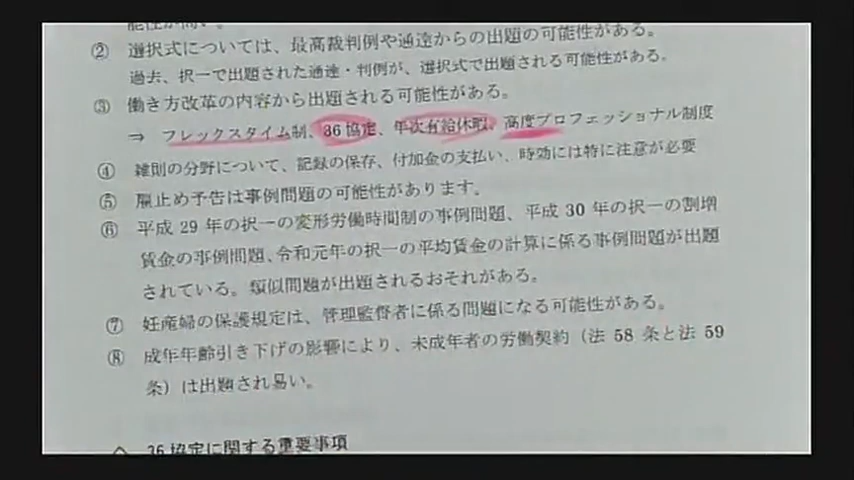 ② 選択式については、最高裁判例や通達からの出題の可能性がある。
過去、択一で出題された通達・判例が、選択式で出題される可能性がある。
③ 働き方改革の内容から出題される可能性がある。
⇒ フレックスタイム制、36協定、年次有給休暇、高度プロフェッショナル制度
④ 雑則の分野について、記録の保存、付加金の支払い、時効には特に注意が必要
⑤ 雇止め予告は事例問題の可能性があります。
⑥ 平成 29 年の択一の変形労働時間制の事例問題、平成 30 年の択一の割増
賃金の事例問題、令和元年の択一の平均賃金の計算に係る事例問題が出題
されている。類似問題が出題されるおそれがある。
⑦ 妊産婦の保護規定は、管理監督者に係る問題になる可能性がある。
⑧ 成年年齢引き下げの影響により、未成年者の労働契約（法 58 条と法 59
条）は出題され易い。
36 協定に関する重要事項